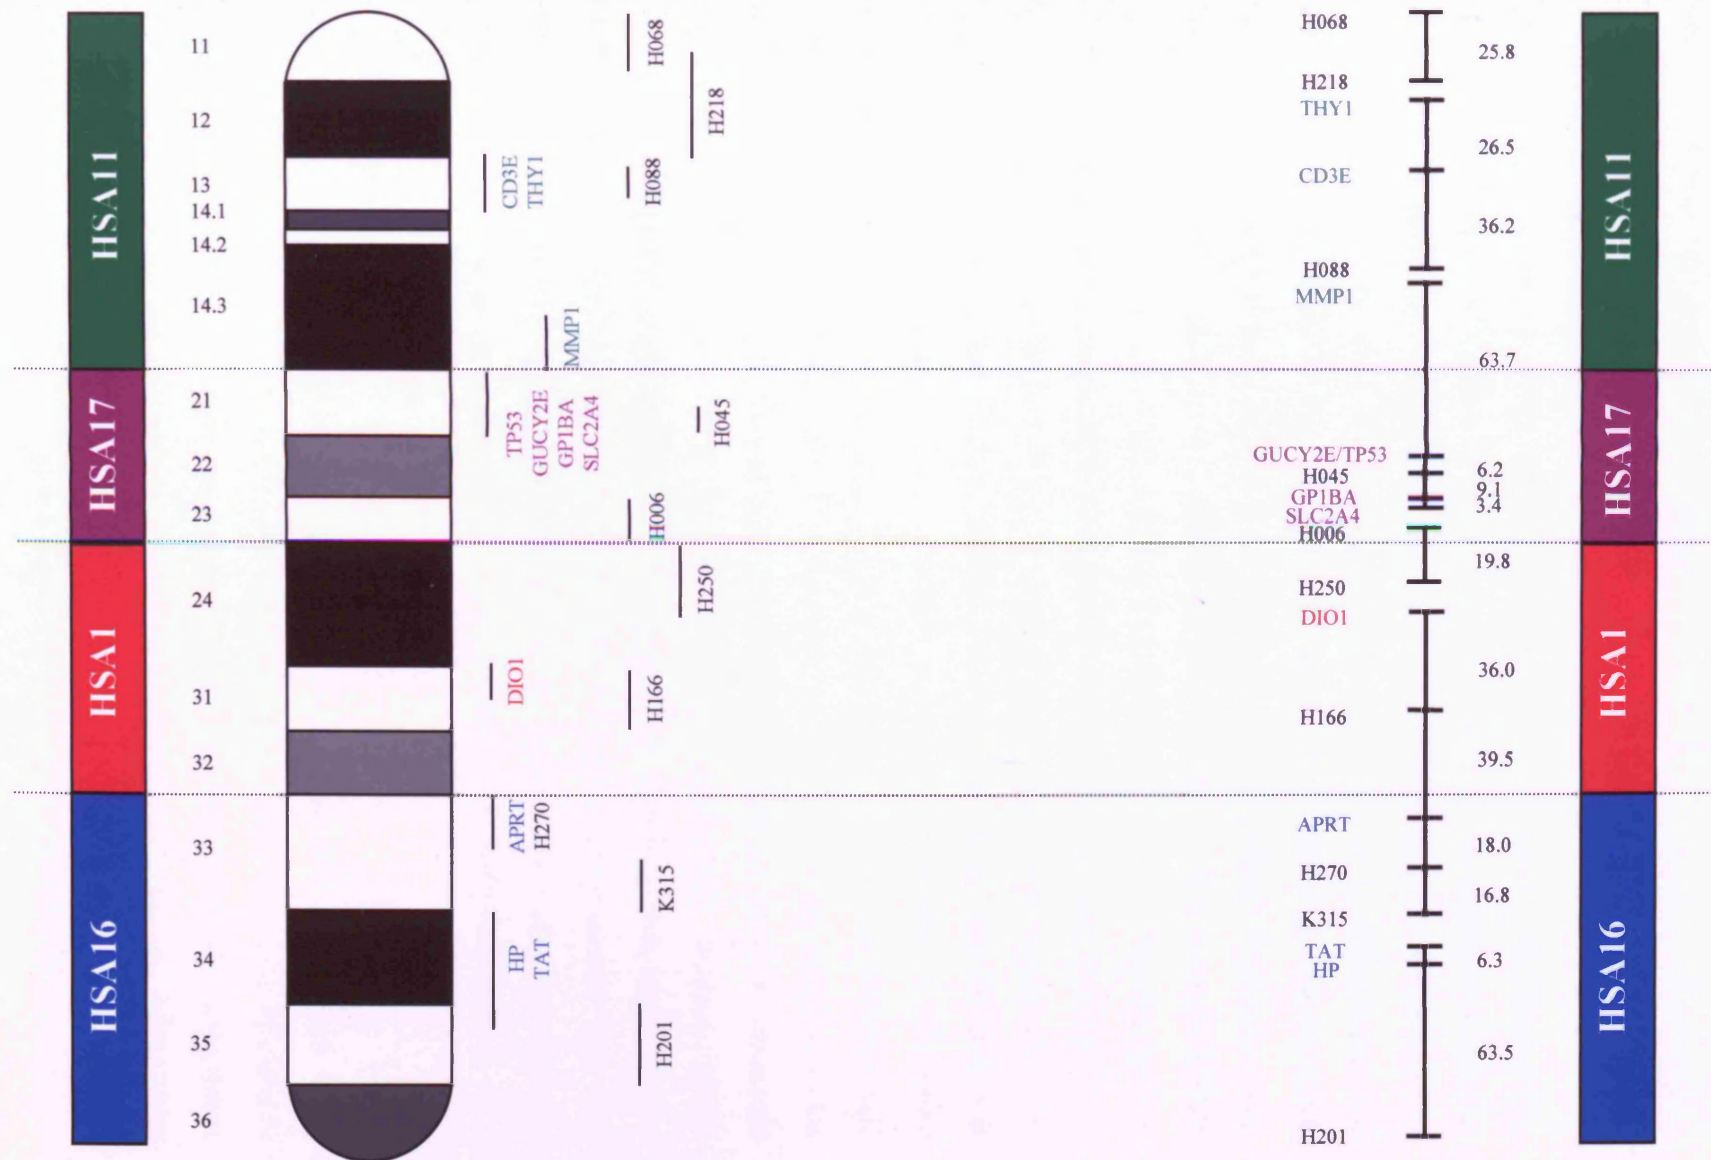 HSA11
HSA17
HSA1
HSA16
11
12
13
14.1
14.2
14.3
21
22
23
24
31
32
33
34
35
36
CD3E
THY1
MMP1
TP53
GUCY2E
GP1BA
SLC2A4
DIO1
APRT
H270
HP
TAT
H068
H218
H088
H045
H006
H250
H166
K315
H201
H068
H218
THY1
CD3E
H088
MMP1
GUCY2E/TP53
H045
GP1BA
SLC2A4
H006
H250
DIO1
H166
APRT
H270
K315
TAT
HP
H201
25.8
26.5
36.2
63.7
6.2
9.1
3.4
19.8
36.0
39.5
18.0
16.8
6.3
63.5
HSA11
HSA17
HSA1
HSA16